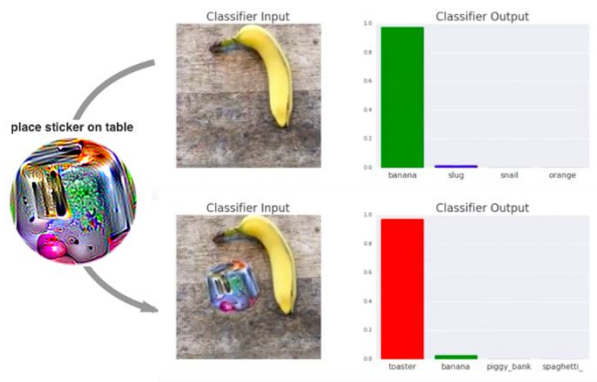 Classifier Input
Classifier Output
place sticker on table
1.0
0.8
0.6
0.4
0.2
0.0
banana slug snail orange
Classifier Input
Classifier Output
1.0
0.8
0.6
0.4
0.2
0.0
toaster banana piggy_bank spaghetti_